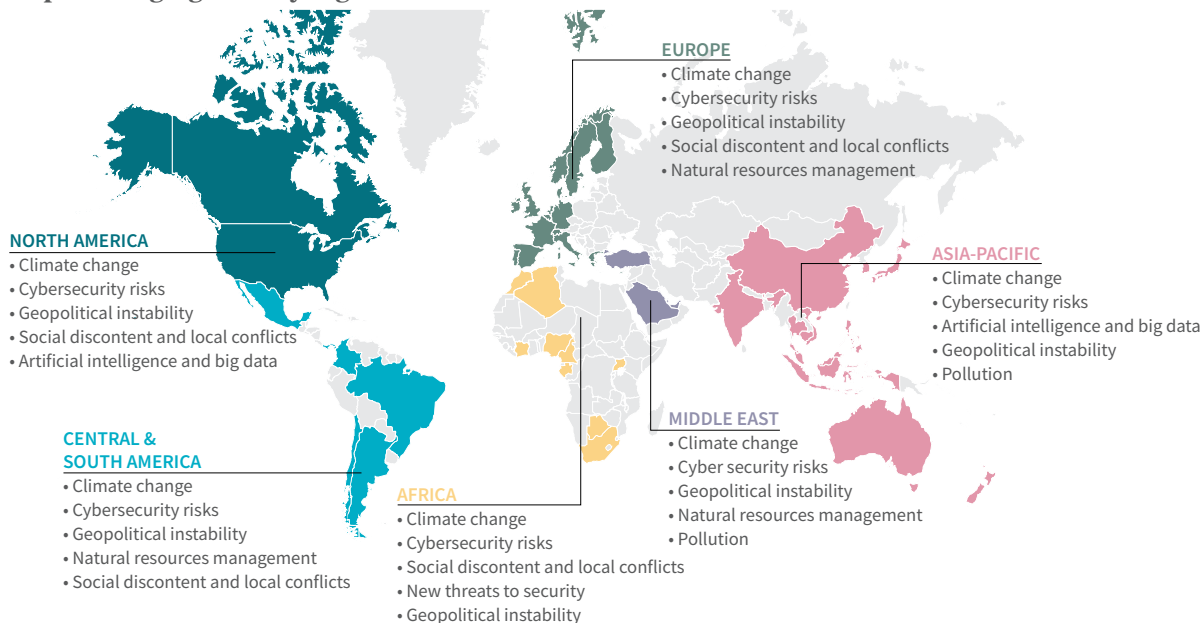 EUROPE
• Climate change
• Cybersecurity risks
• Geopolitical instability
• Social discontent and local conflicts
• Natural resources management
NORTH AMERICA
• Climate change
• Cybersecurity risks
• Geopolitical instability
• Social discontent and local conflicts
• Artificial intelligence and big data
ASIA-PACIFIC
• Climate change
• Cybersecurity risks
• Artificial intelligence and big data
• Geopolitical instability
• Pollution
CENTRAL &
SOUTH AMERICA
• Climate change
• Cybersecurity risks
• Geopolitical instability
• Natural resources management
• Social discontent and local conflicts
AFRICA
• Climate change
• Cybersecurity risks
• Social discontent and local conflicts
• New threats to security
• Geopolitical instability
MIDDLE EAST
• Climate change
• Cyber security risks
• Geopolitical instability
• Natural resources management
• Pollution